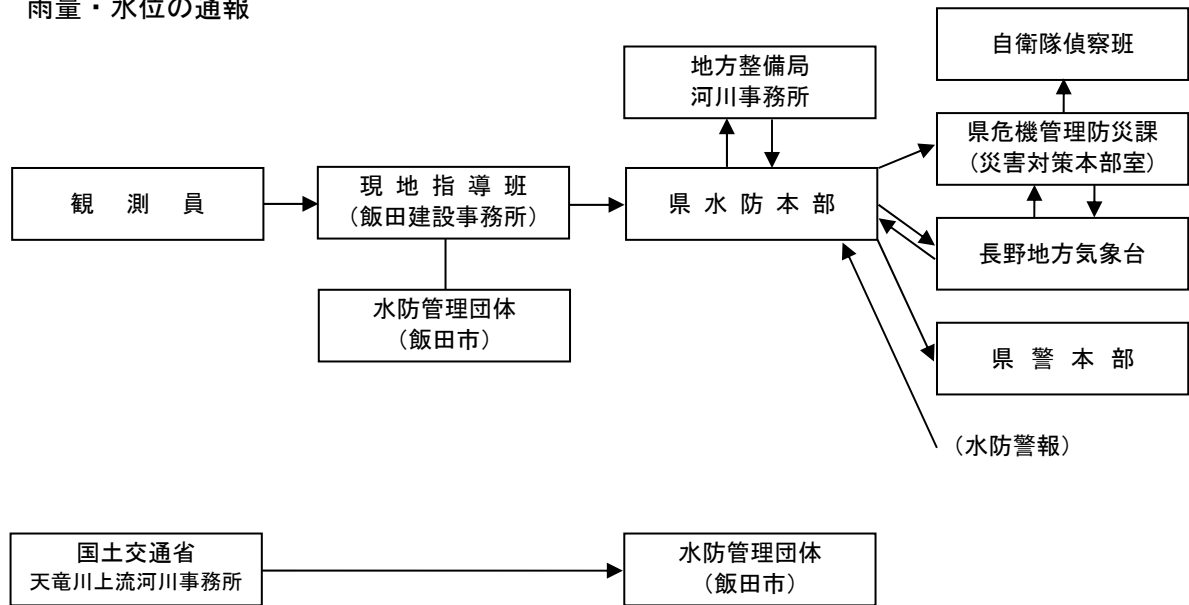 雨量・水位の通報
自衛隊偵察班
地方整備局
河川事務所
県危機管理防災課
（災害対策本部室）
観　測　員
現 地 指 導 班
（飯田建設事務所）
県 水 防 本 部
長野地方気象台
水防管理団体
（飯田市）
県 警 本 部
（水防警報）
国土交通省
天竜川上流河川事務所
水防管理団体
（飯田市）